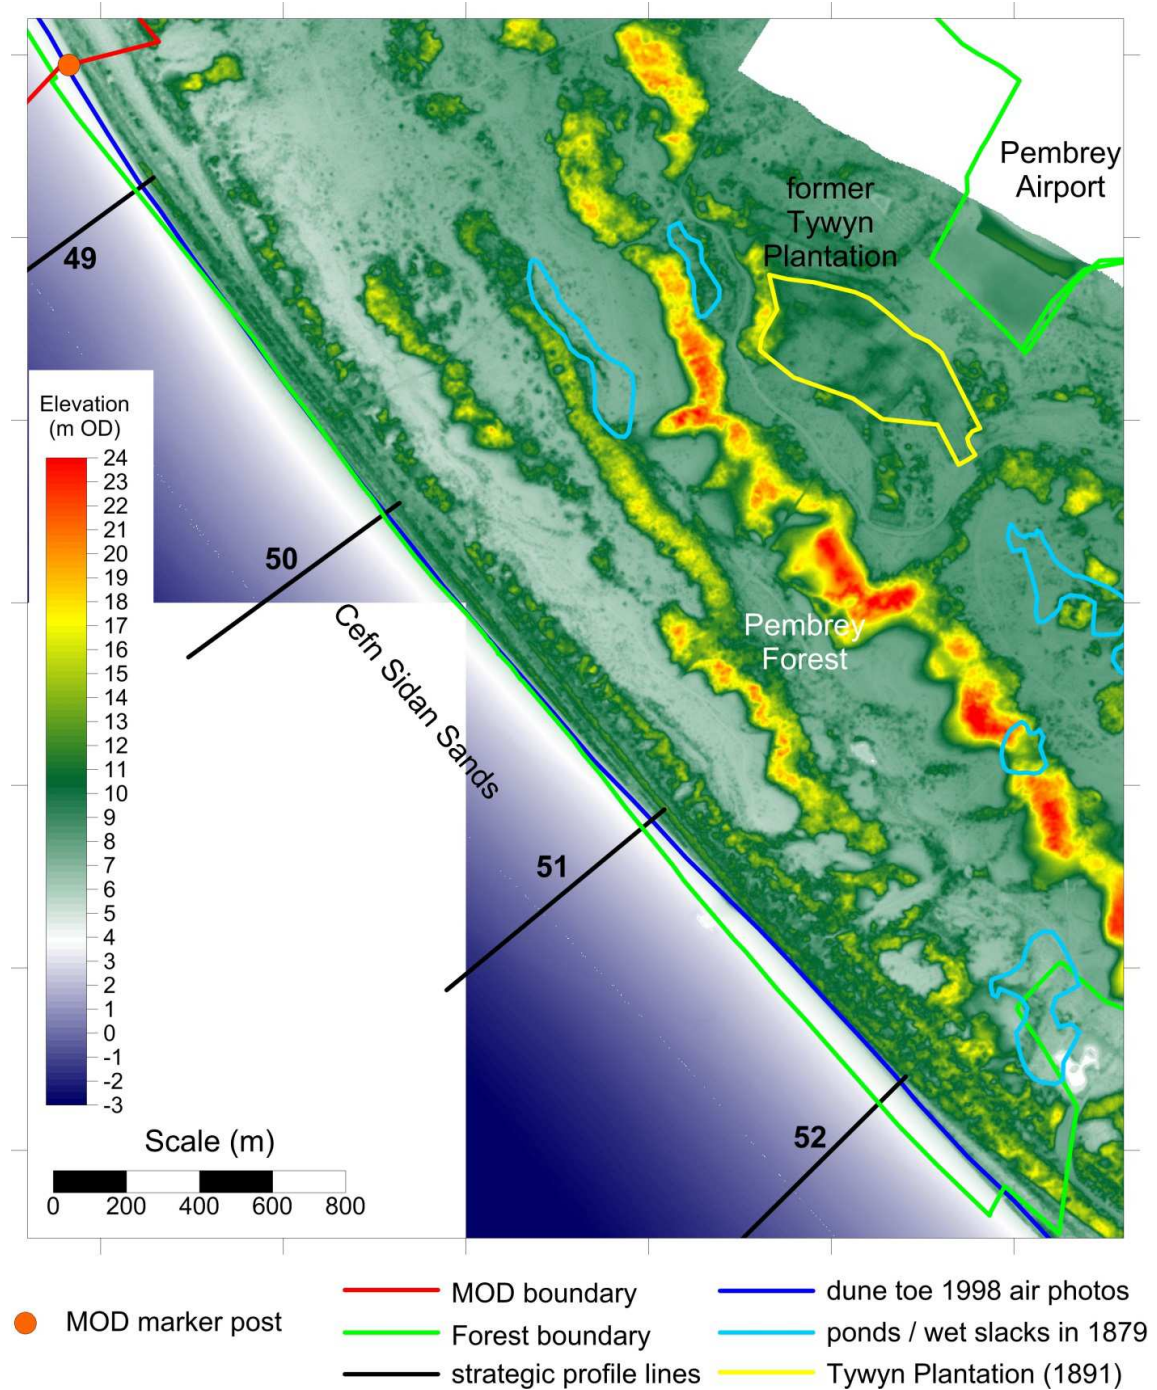 Pembrey
Airport
former
Tywyn
Plantation
49
Elevation
(m OD)
24
23
22
21
20
19
18
17
16
15
14
13
12
11
10
9
8
7
6
5
4
3
2
1
0
-1
-2
-3
50
Cefn Sidan Sands
Pembrey
Forest
51
52
Scale (m)
0 200 400 600 800
MOD marker post
MOD boundary
Forest boundary
strategic profile lines
dune toe 1998 air photos
ponds / wet slacks in 1879
Tywyn Plantation (1891)